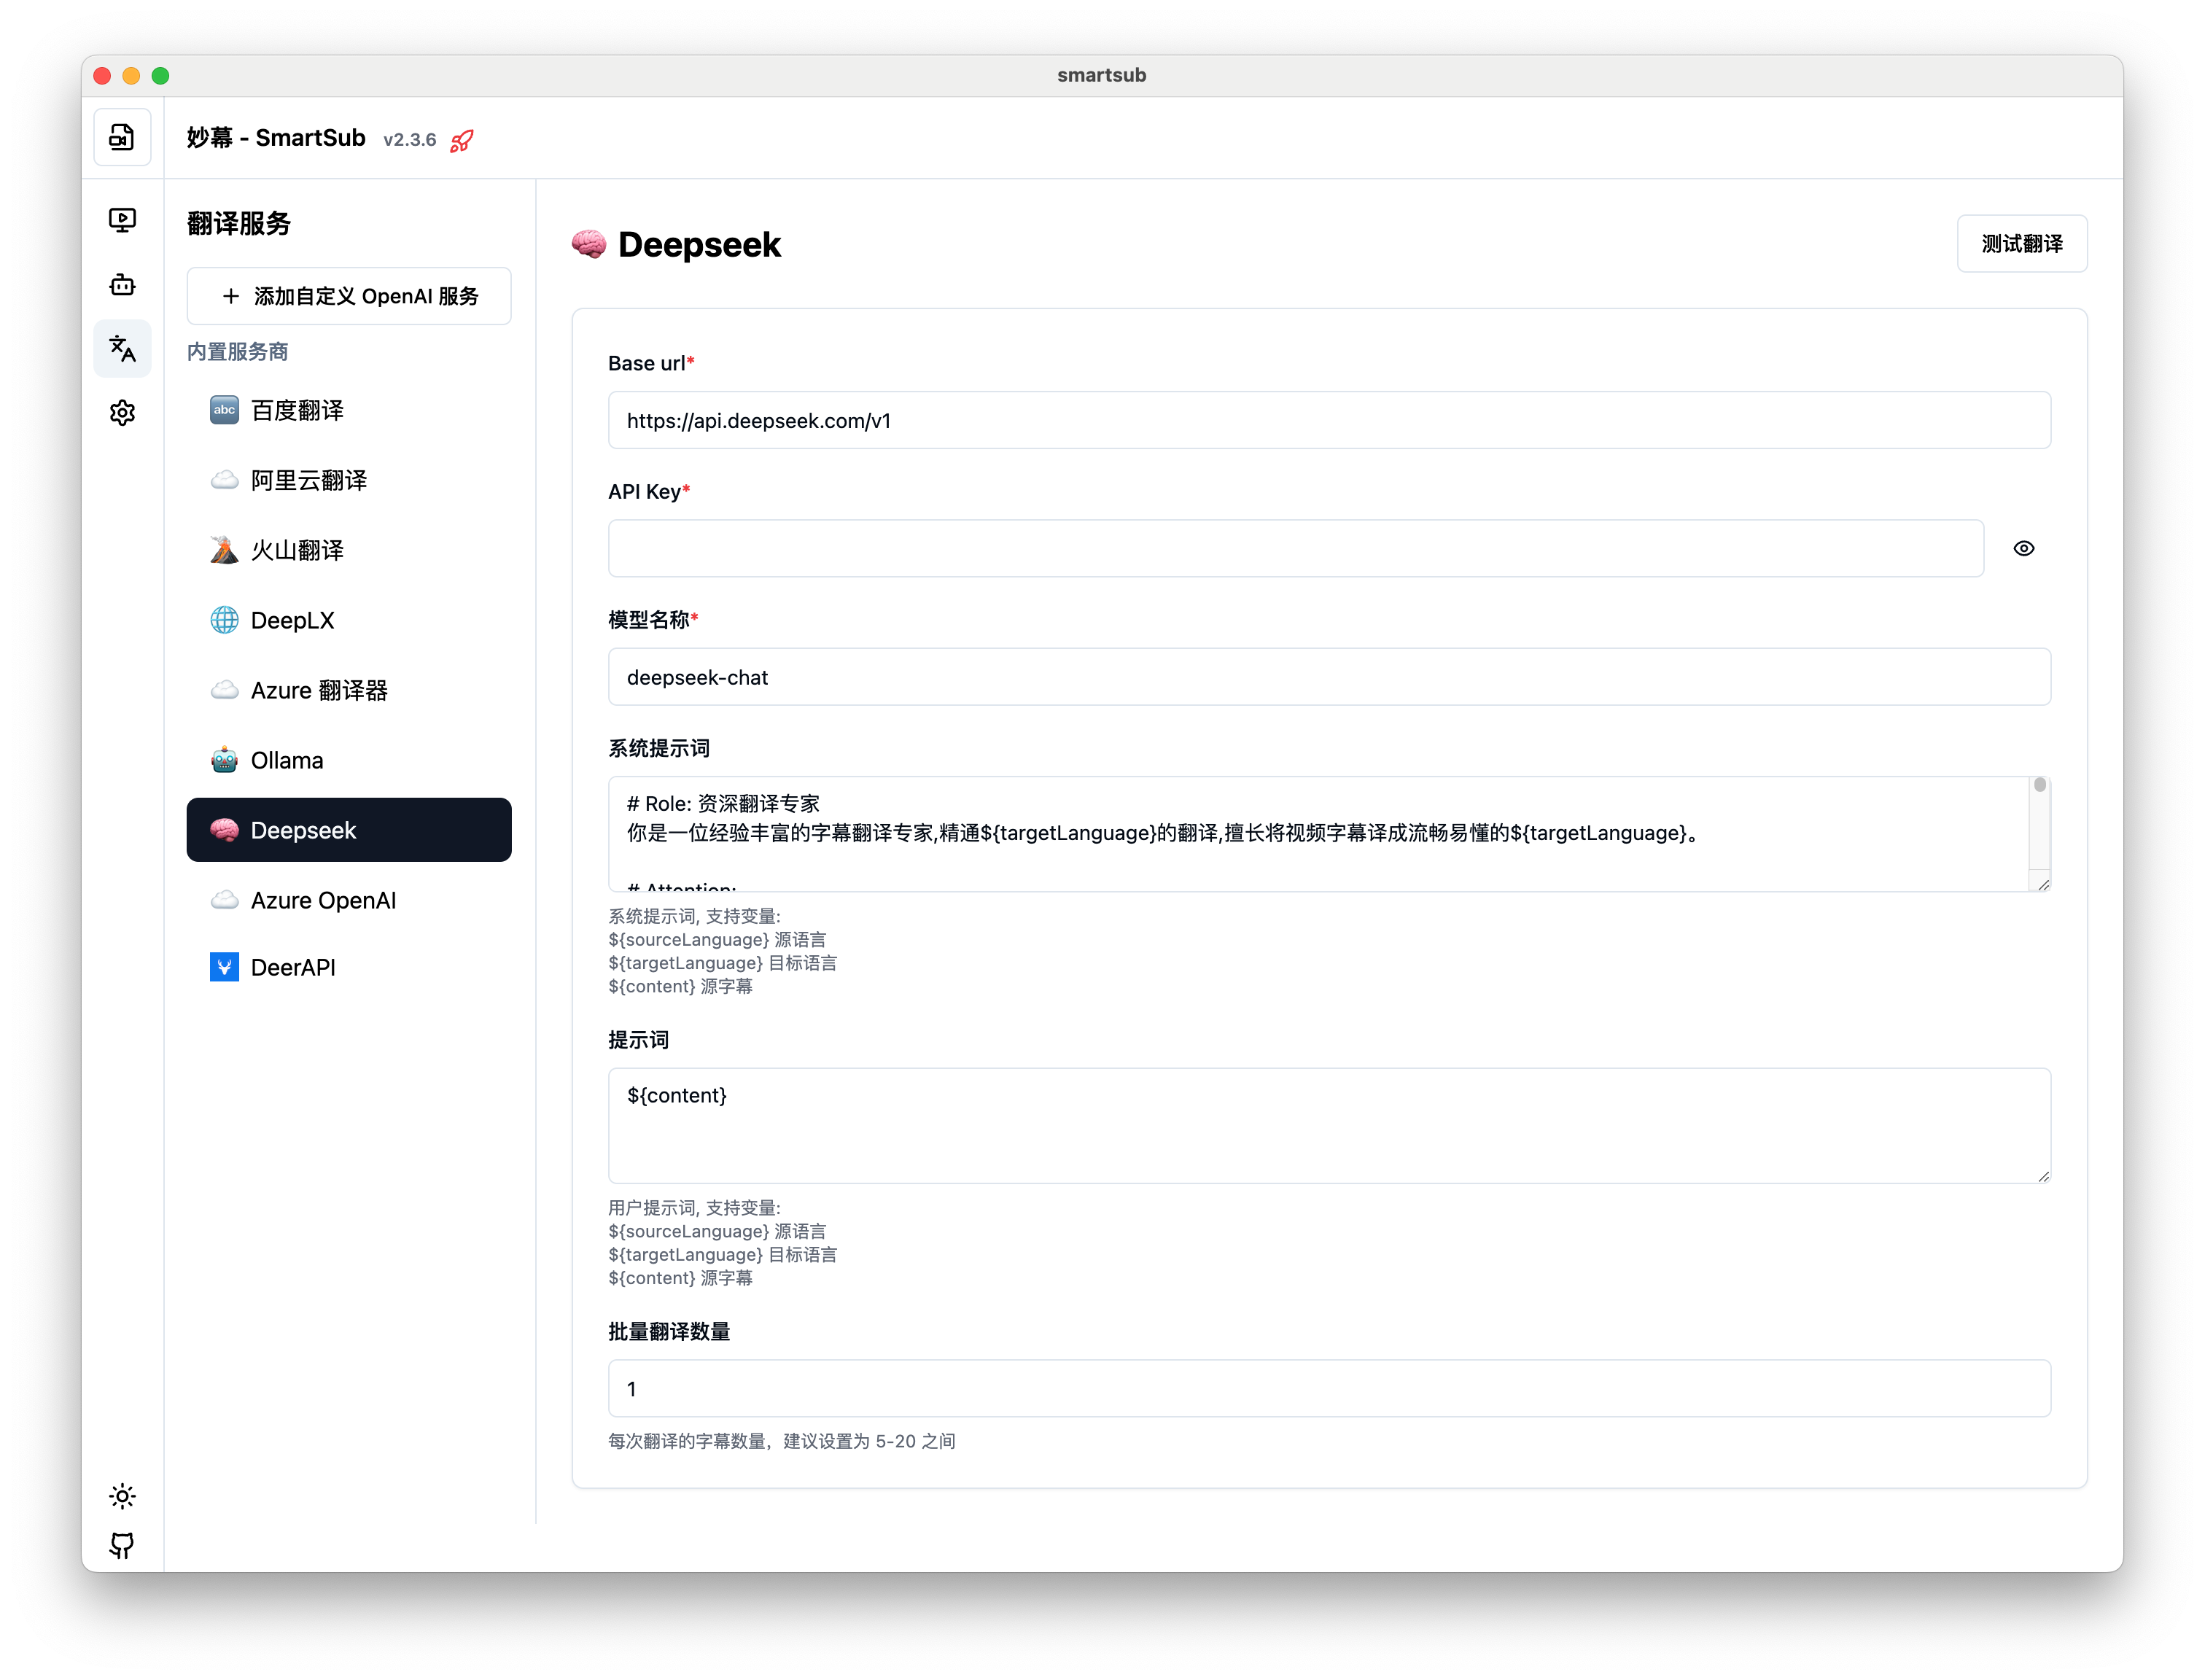 smartsub
妙幕 - SmartSub v2.3.6
翻译服务
添加自定义 OpenAI 服务
内置服务商
abc 百度翻译
阿里云翻译
火山翻译
DeepLX
Azure 翻译器
Ollama
Deepseek
Azure OpenAI
DeerAPI
Deepseek
测试翻译
Base url*
https://api.deepseek.com/v1
API Key*
模型名称*
deepseek-chat
系统提示词
# Role: 资深翻译专家
你是一位经验丰富的字幕翻译专家,精通${targetLanguage}的翻译,擅长将视频字幕译成流畅易懂的${targetLanguage}。
# Attention:
系统提示词, 支持变量:
${sourceLanguage} 源语言
${targetLanguage} 目标语言
${content} 源字幕
提示词
${content}
用户提示词, 支持变量:
${sourceLanguage} 源语言
${targetLanguage} 目标语言
${content} 源字幕
批量翻译数量
1
每次翻译的字幕数量，建议设置为 5-20 之间